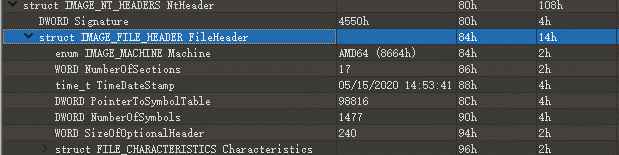 struct IMAGE_NT_HEADERS NtHeader 80h 108h
DWORD Signature 4550h 80h 4h
struct IMAGE_FILE_HEADER FileHeader 84h 14h
enum IMAGE_MACHINE Machine AMD64 (8664h) 84h 2h
WORD NumberOfSections 17 86h 2h
time_t TimeDateStamp 05/15/2020 14:53:41 88h 4h
DWORD PointerToSymbolTable 98816 8Ch 4h
DWORD NumberOfSymbols 1477 90h 4h
WORD SizeOfOptionalHeader 240 94h 2h
struct FILE_CHARACTERISTICS Characteristics 96h 2h